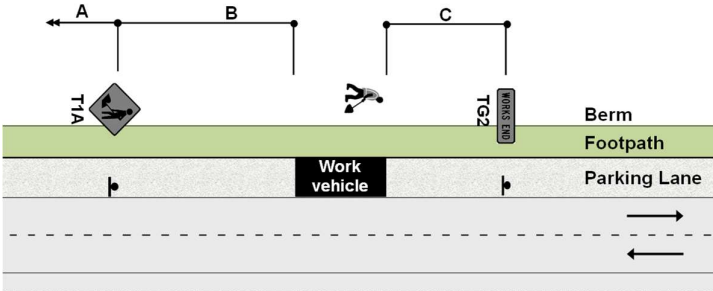 A
B
C
T1A
TG2
WORKS END
Berm
Footpath
Work
vehicle
Parking Lane